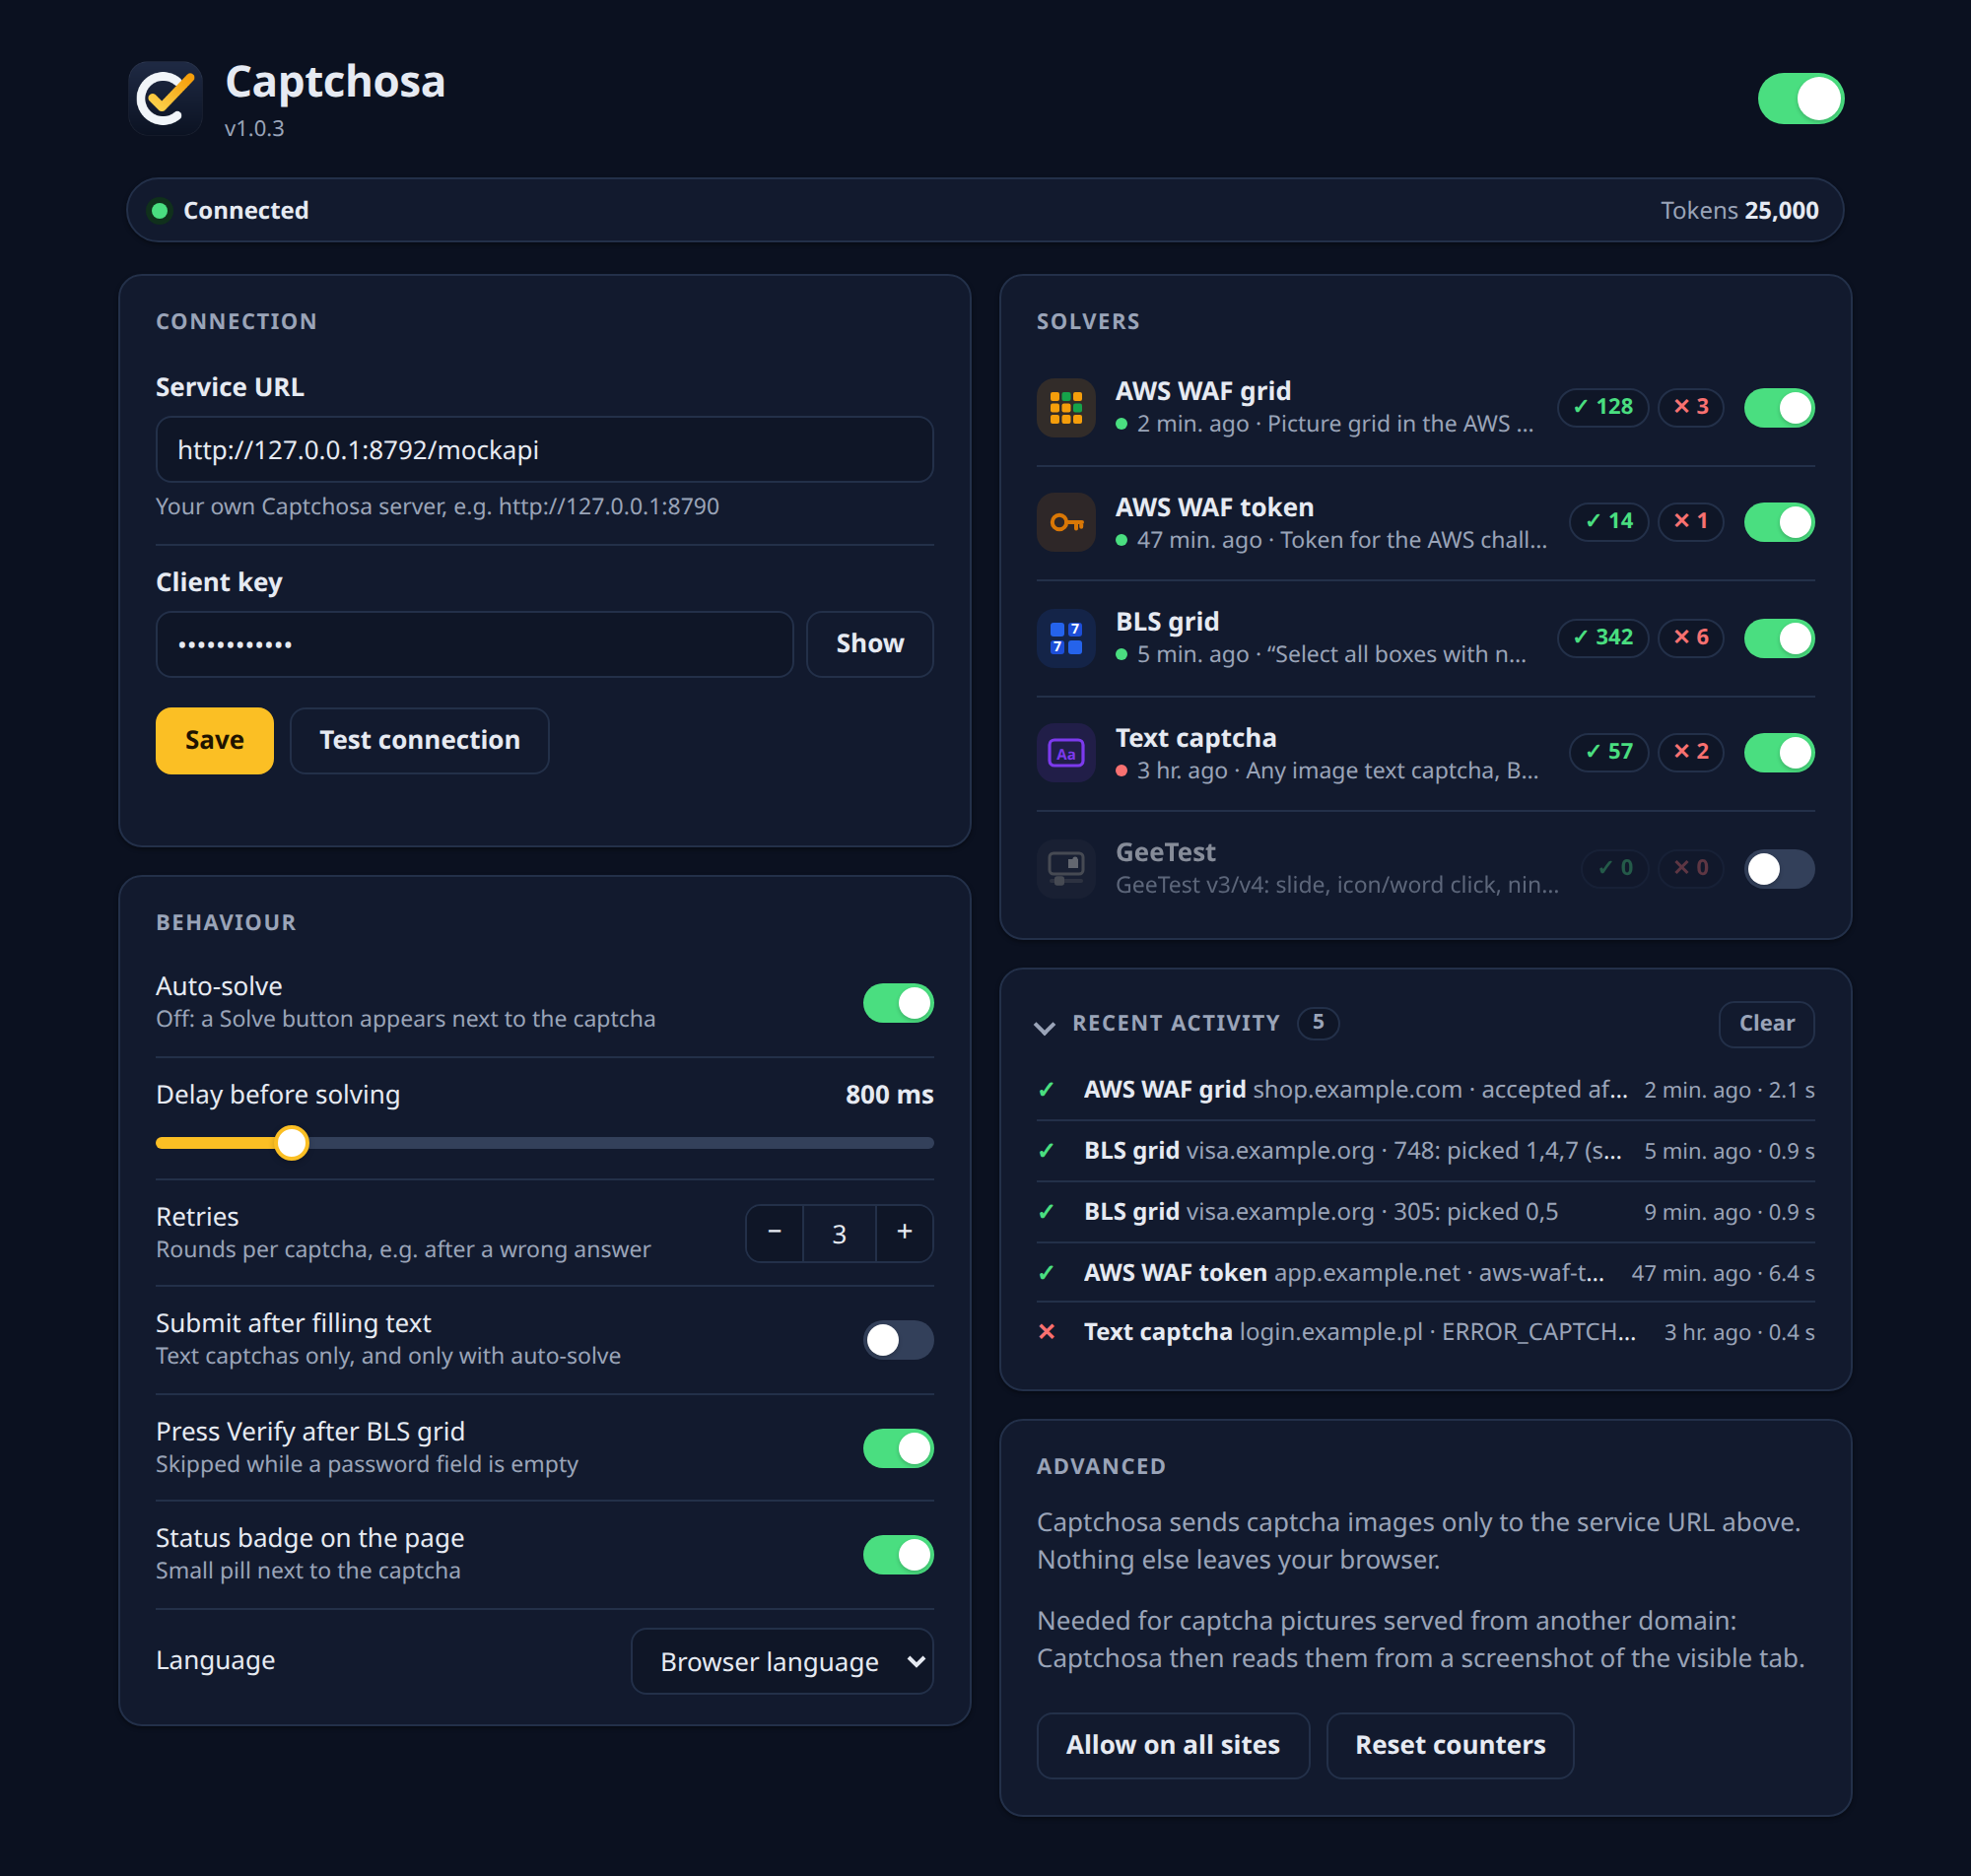 Captchosa
v1.0.3
Connected
Tokens 25,000
CONNECTION
Service URL
http://127.0.0.1:8792/mockapi
Your own Captchosa server, e.g. http://127.0.0.1:8790
Client key
••••••••••••
Show
Save
Test connection
BEHAVIOUR
Auto-solve
Off: a Solve button appears next to the captcha
Delay before solving
800 ms
Retries
Rounds per captcha, e.g. after a wrong answer
− 3 +
Submit after filling text
Text captchas only, and only with auto-solve
Press Verify after BLS grid
Skipped while a password field is empty
Status badge on the page
Small pill next to the captcha
Language
Browser language
SOLVERS
AWS WAF grid
2 min. ago · Picture grid in the AWS ...
✓ 128 ✕ 3
AWS WAF token
47 min. ago · Token for the AWS chall...
✓ 14 ✕ 1
7
7
BLS grid
5 min. ago · “Select all boxes with n...
✓ 342 ✕ 6
Aa
Text captcha
3 hr. ago · Any image text captcha, B...
✓ 57 ✕ 2
GeeTest
GeeTest v3/v4: slide, icon/word click, nin...
✓ 0 ✕ 0
RECENT ACTIVITY 5
Clear
✓ AWS WAF grid shop.example.com · accepted af... 2 min. ago · 2.1 s
✓ BLS grid visa.example.org · 748: picked 1,4,7 (s... 5 min. ago · 0.9 s
✓ BLS grid visa.example.org · 305: picked 0,5 9 min. ago · 0.9 s
✓ AWS WAF token app.example.net · aws-waf-t... 47 min. ago · 6.4 s
✕ Text captcha login.example.pl · ERROR_CAPTCH... 3 hr. ago · 0.4 s
ADVANCED
Captchosa sends captcha images only to the service URL above.
Nothing else leaves your browser.
Needed for captcha pictures served from another domain:
Captchosa then reads them from a screenshot of the visible tab.
Allow on all sites
Reset counters